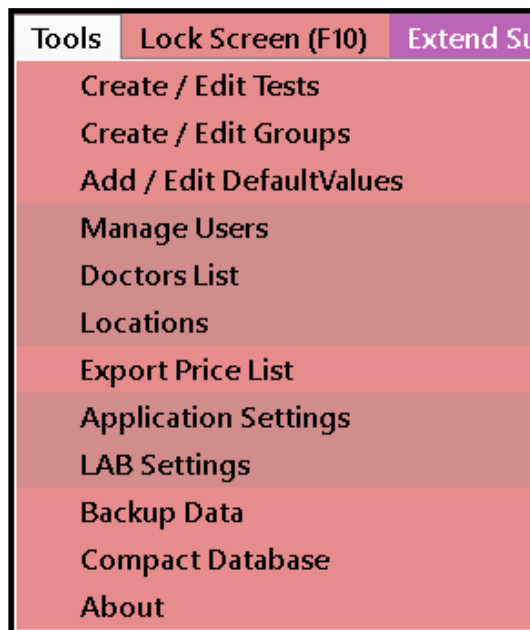 Tools Lock Screen (F10) Extend
Create / Edit Tests
Create / Edit Groups
Add / Edit DefaultValues
Manage Users
Doctors List
Locations
Export Price List
Application Settings
LAB Settings
Backup Data
Compact Database
About